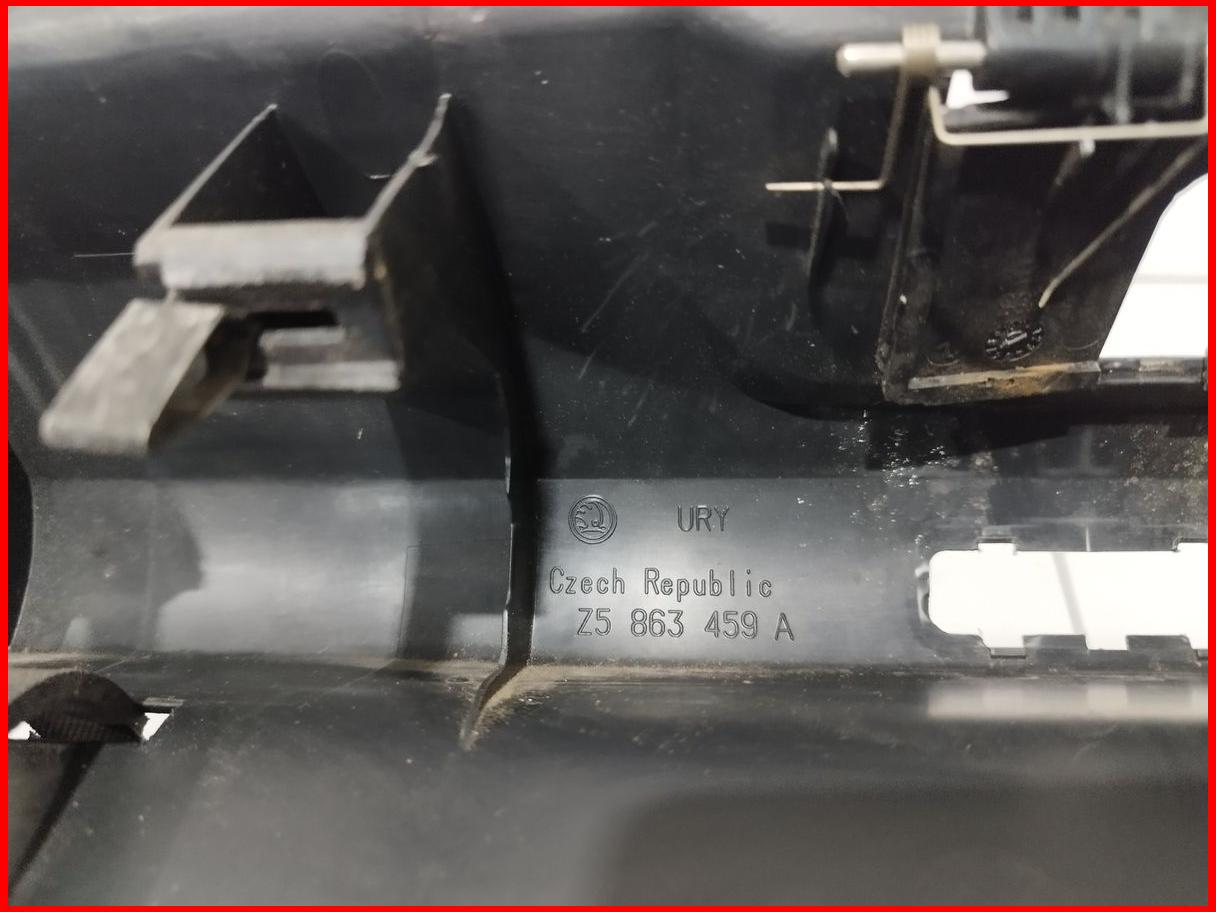 URY
Czech Republic
Z5 863 459 A